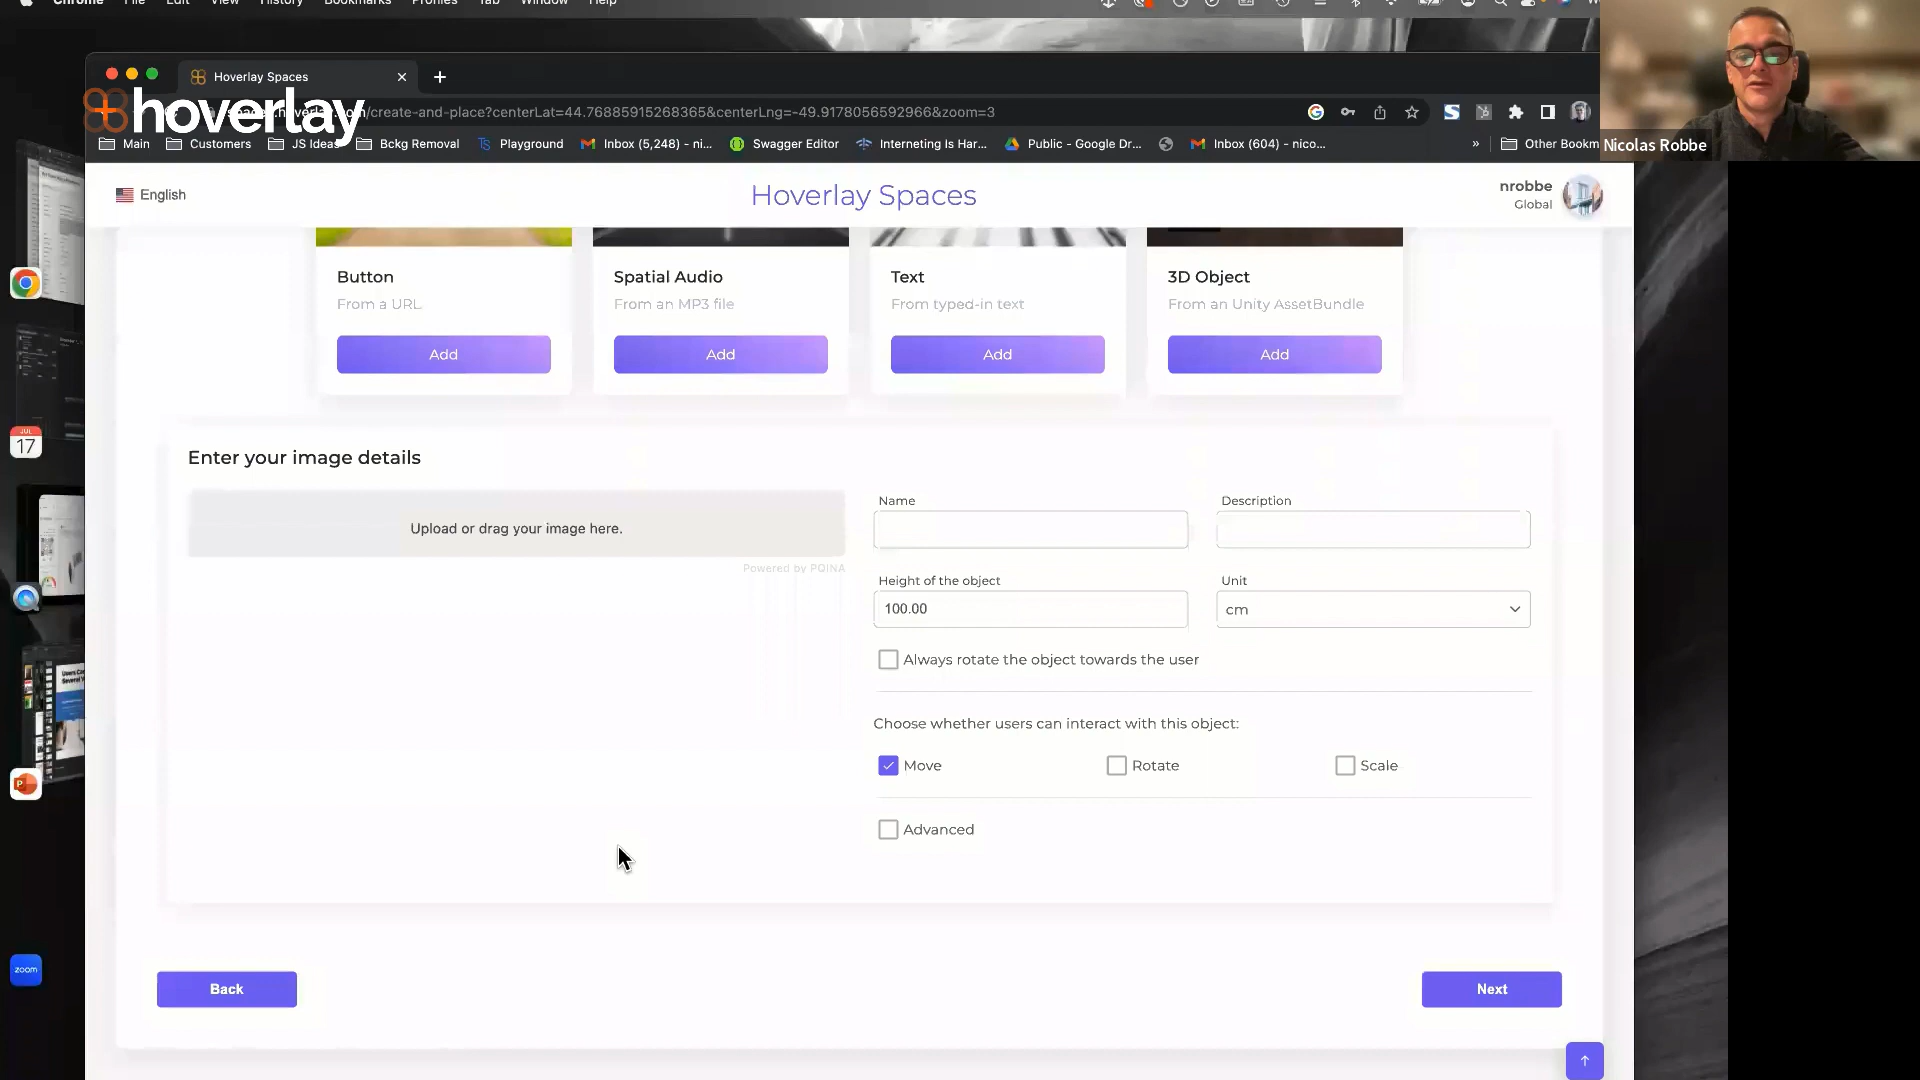 Chrome File Edit View History Bookmarks Profiles Tab Window Help
Hoverlay Spaces
hoverlay
/create-and-place?centerLat=44.76885915268365&centerLng=-49.9178056592966&zoom=3
Main Customers JS Ideas Bckg Removal Playground Inbox (5,248) - ni... Swagger Editor Interneting Is Har... Public - Google Dr... Inbox (604) - nico... » Other Bookm
Nicolas Robbe
English
Hoverlay Spaces
nrobbe
Global
Button
From a URL
Add
Spatial Audio
From an MP3 file
Add
Text
From typed-in text
Add
3D Object
From an Unity AssetBundle
Add
Enter your image details
Upload or drag your image here.
Powered by PQINA
Name
Description
Height of the object
100.00
Unit
cm
Always rotate the object towards the user
Choose whether users can interact with this object:
Move
Rotate
Scale
Advanced
Back
Next
JUL
17
zoom